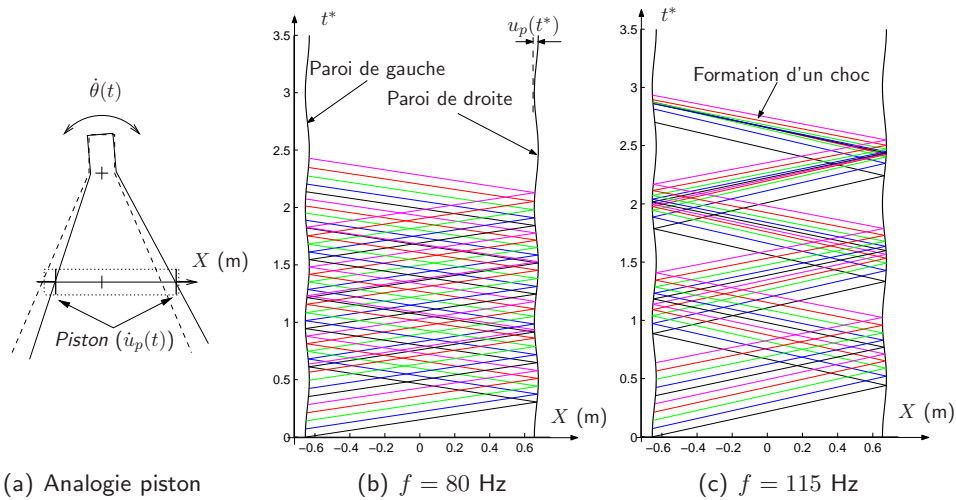 θ̇(t)
X (m)
Piston (u̇_p(t))
(a) Analogie piston
t*
u_p(t*)
Paroi de gauche
Paroi de droite
3.5
3
2.5
2
1.5
1
0.5
0
X (m)
−0.6 −0.4 −0.2 0 0.2 0.4 0.6
(b) f = 80 Hz
t*
Formation d'un choc
3.5
3
2.5
2
1.5
1
0.5
0
X (m)
−0.6 −0.4 −0.2 0 0.2 0.4 0.6
(c) f = 115 Hz